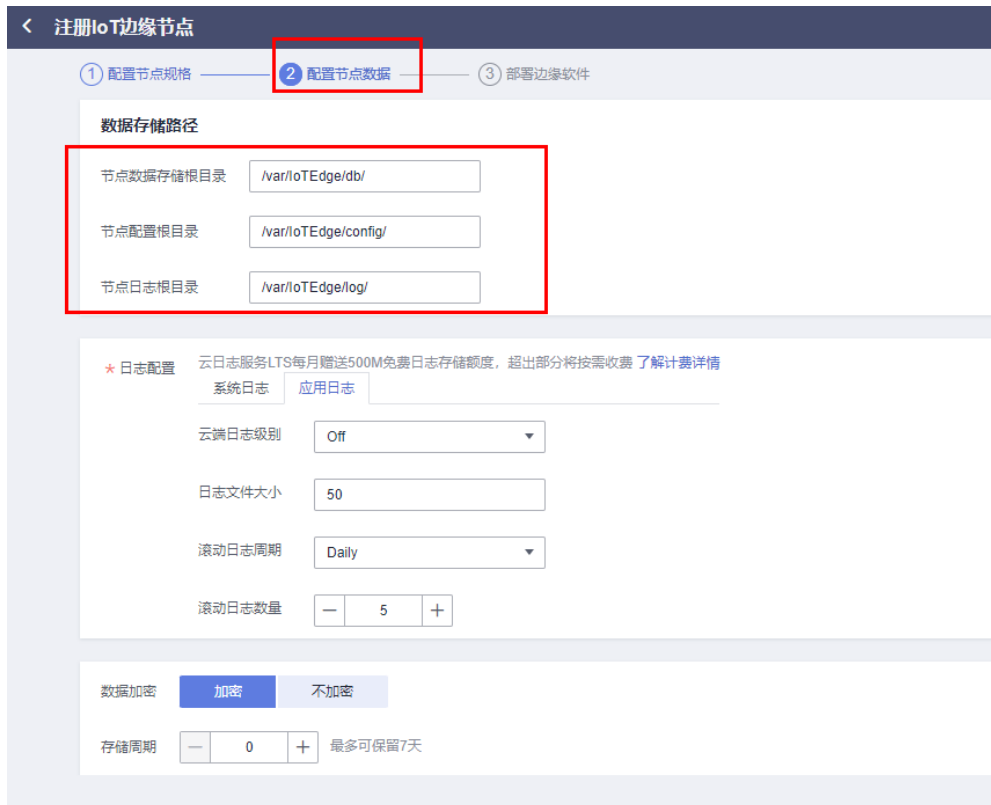 注册IoT边缘节点
1 配置节点规格 2 配置节点数据 3 部署边缘软件
数据存储路径
节点数据存储根目录 /var/IoTEdge/db/
节点配置根目录 /var/IoTEdge/config/
节点日志根目录 /var/IoTEdge/log/
* 日志配置 云日志服务LTS每月赠送500M免费日志存储额度，超出部分将按需收费 了解计费详情
系统日志 应用日志
云端日志级别 Off
日志文件大小 50
滚动日志周期 Daily
滚动日志数量 5
数据加密 加密 不加密
存储周期 0 最多可保留7天